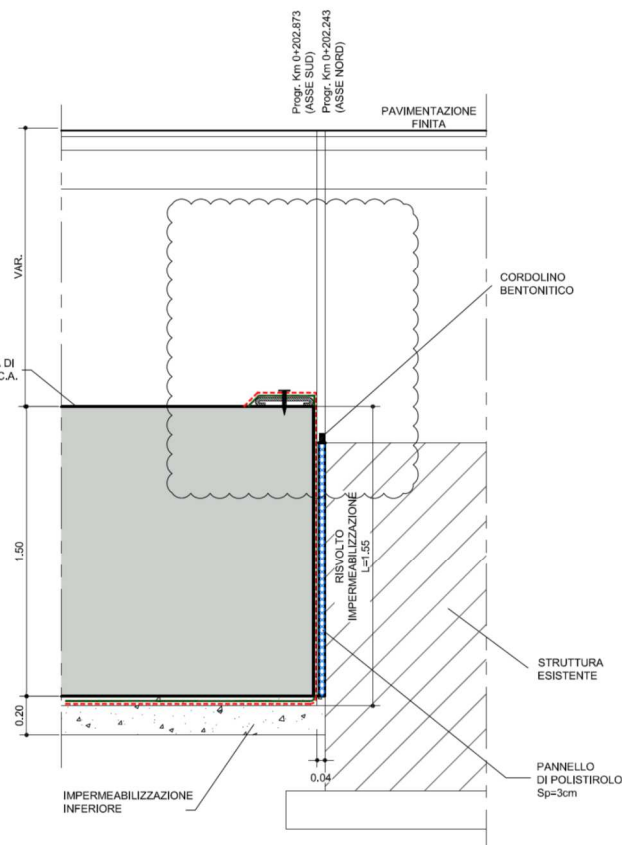 Progr. Km 0+202.873
(ASSE SUD)
Progr. Km 0+202.243
(ASSE NORD)
PAVIMENTAZIONE
FINITA
VAR.
CORDOLINO
BENTONITICO
DI
C.A.
1.50
RISVOLTO
IMPERMEABILIZZAZIONE
L=1.55
STRUTTURA
ESISTENTE
0.20
0.04
PANNELLO
DI POLISTIROLO
Sp=3cm
IMPERMEABILIZZAZIONE
INFERIORE